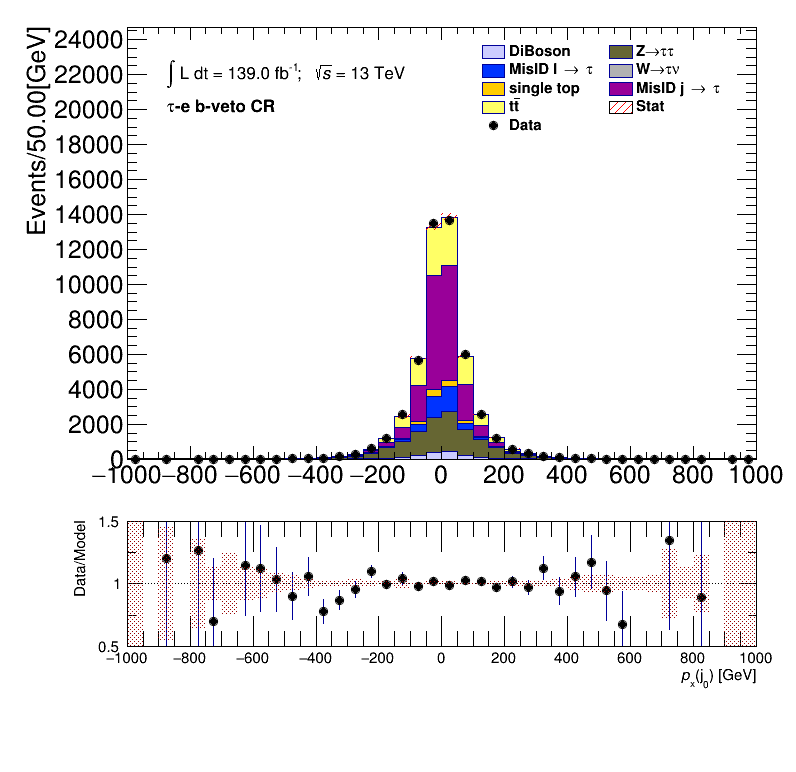 Events/50.00[GeV]
24000
22000
20000
18000
16000
14000
12000
10000
8000
6000
4000
2000
0
∫ L dt = 139.0 fb⁻¹; √s = 13 TeV
τ-e b-veto CR
DiBoson
MisID l → τ
single top
tt̄
Data
Z→ττ
W→τν
MisID j → τ
Stat
−1000 −800 −600 −400 −200 0 200 400 600 800 1000
Data/Model
1.5
1
0.5
−1000 −800 −600 −400 −200 0 200 400 600 800 1000
pₓ(j₀) [GeV]